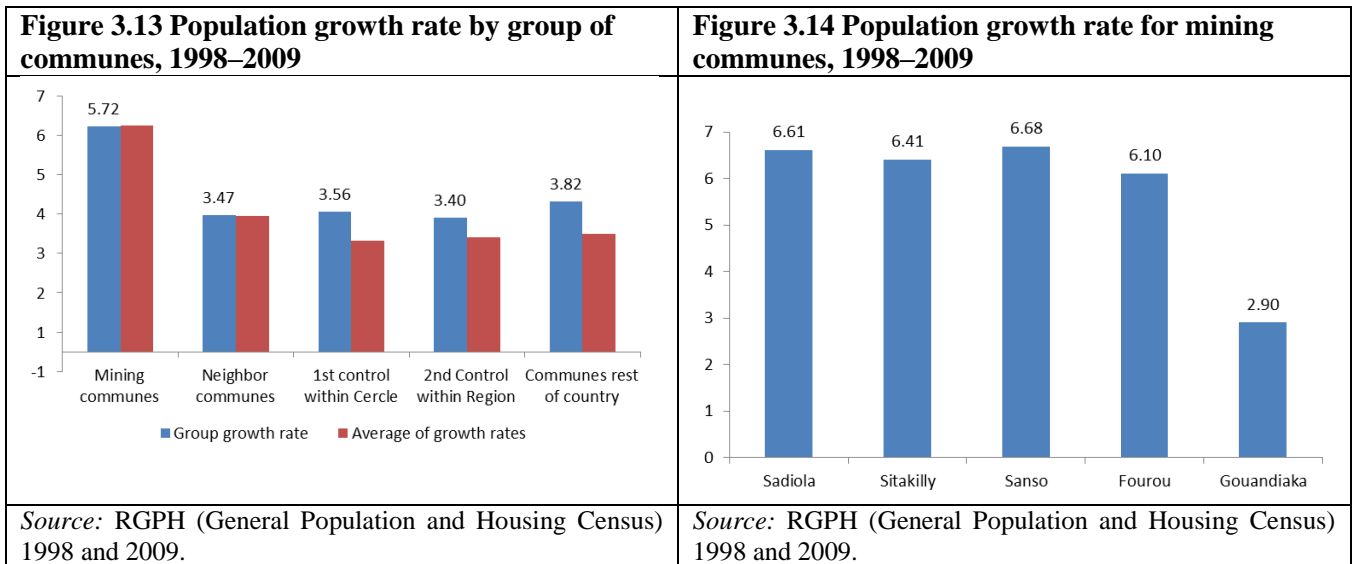 Figure 3.13 Population growth rate by group of
communes, 1998–2009
7
6
5
4
3
2
1
-1
5.72
3.47
3.56
3.40
3.82
Mining
communes
Neighbor
communes
1st control
within Cercle
2nd Control
within Region
Communes rest
of country
Group growth rate
Average of growth rates
Source: RGPH (General Population and Housing Census)
1998 and 2009.
Figure 3.14 Population growth rate for mining
communes, 1998–2009
7
6
5
4
3
2
1
0
6.61
6.41
6.68
6.10
2.90
Sadiola
Sitakilly
Sanso
Fourou
Gouandiaka
Source: RGPH (General Population and Housing Census)
1998 and 2009.